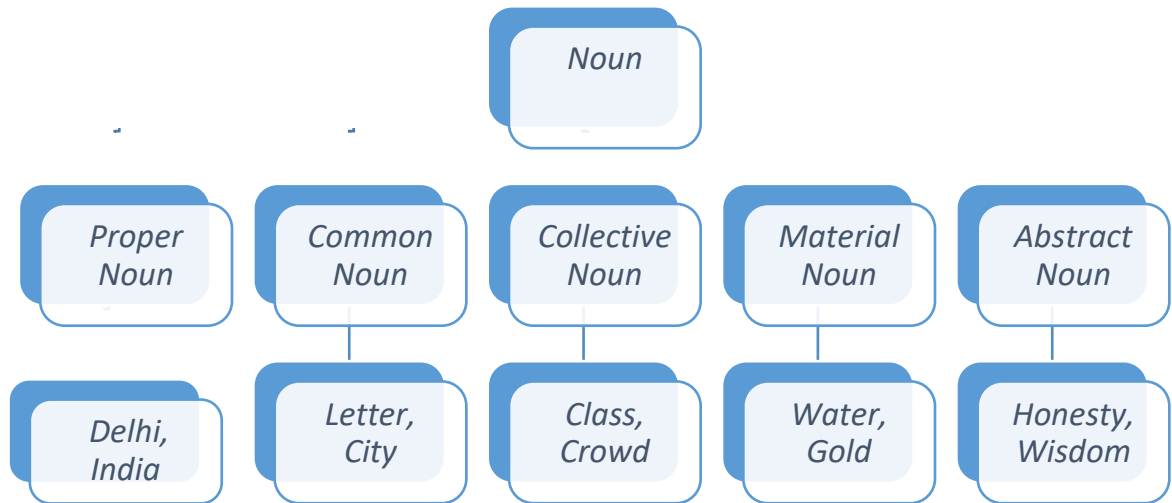 Noun
Proper
Noun
Common
Noun
Collective
Noun
Material
Noun
Abstract
Noun
Delhi,
India
Letter,
City
Class,
Crowd
Water,
Gold
Honesty,
Wisdom